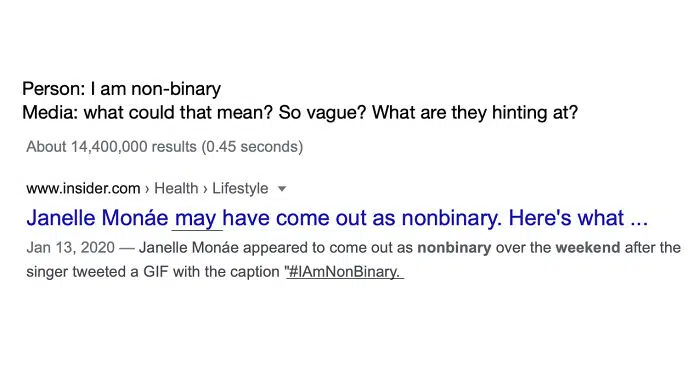 Person: I am non-binary
Media: what could that mean? So vague? What are they hinting at?
About 14,400,000 results (0.45 seconds)
www.insider.com › Health › Lifestyle
Janelle Monáe may have come out as nonbinary. Here's what ...
Jan 13, 2020 — Janelle Monáe appeared to come out as nonbinary over the weekend after the
singer tweeted a GIF with the caption "#IAmNonBinary.